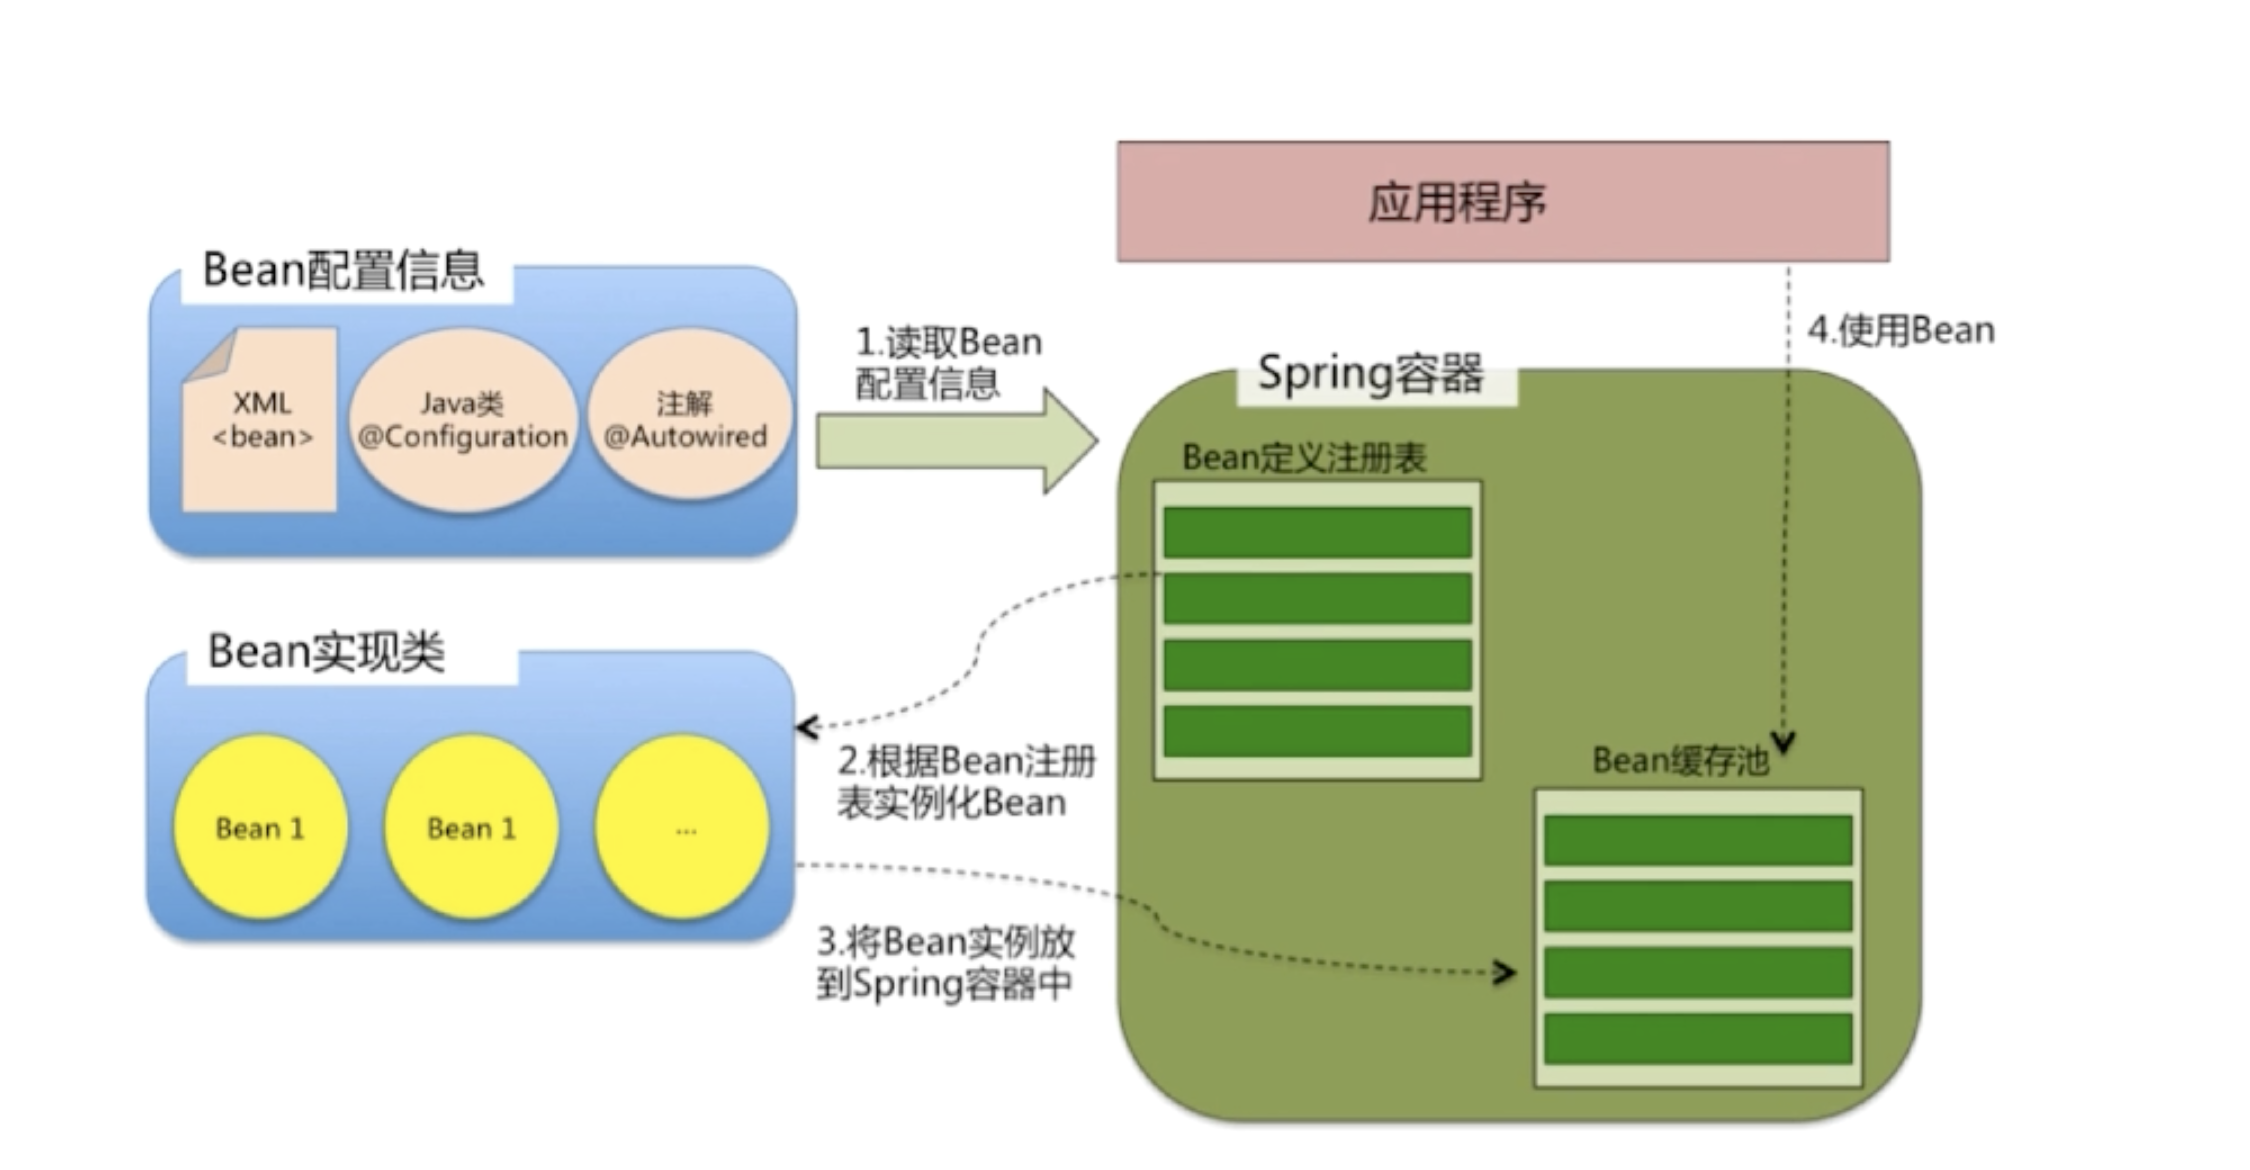 应用程序
Bean配置信息
XML
<bean>
Java类
@Configuration
注解
@Autowired
1.读取Bean
配置信息
4.使用Bean
Spring容器
Bean定义注册表
Bean实现类
Bean 1
Bean 1
...
2.根据Bean注册
表实例化Bean
Bean缓存池
3.将Bean实例放
到Spring容器中